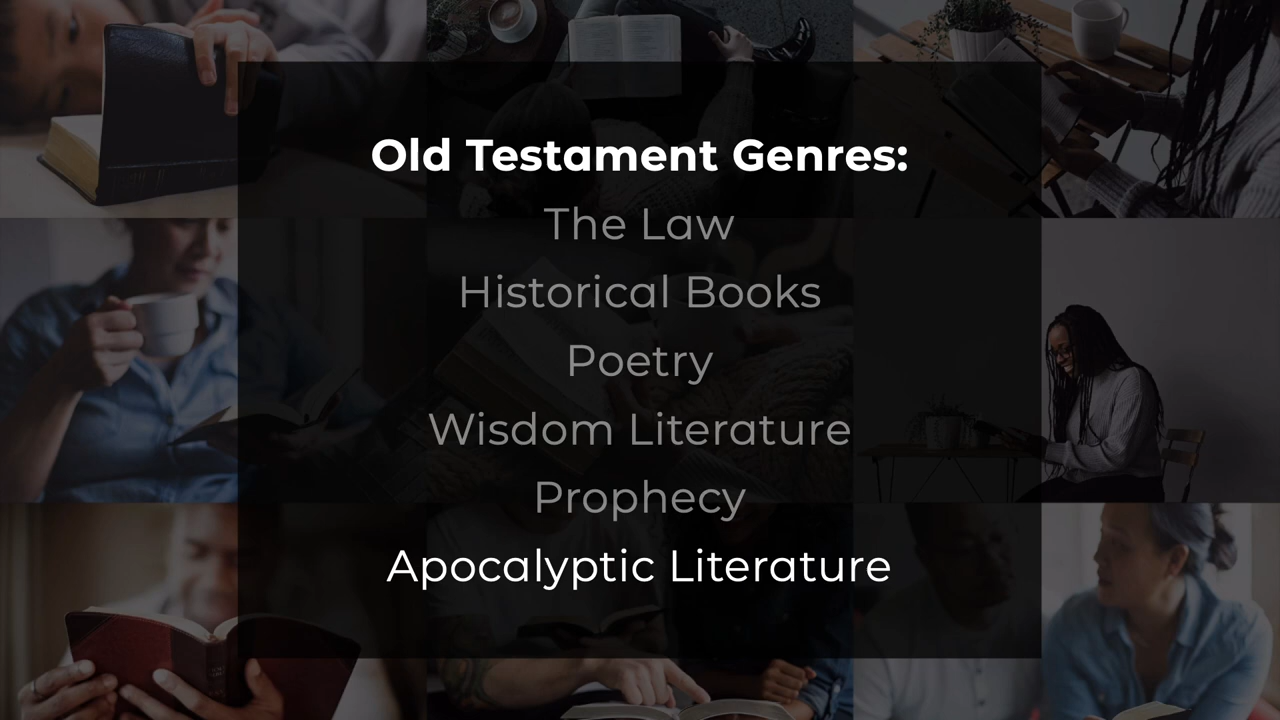 Old Testament Genres:
The Law
Historical Books
Poetry
Wisdom Literature
Prophecy
Apocalyptic Literature